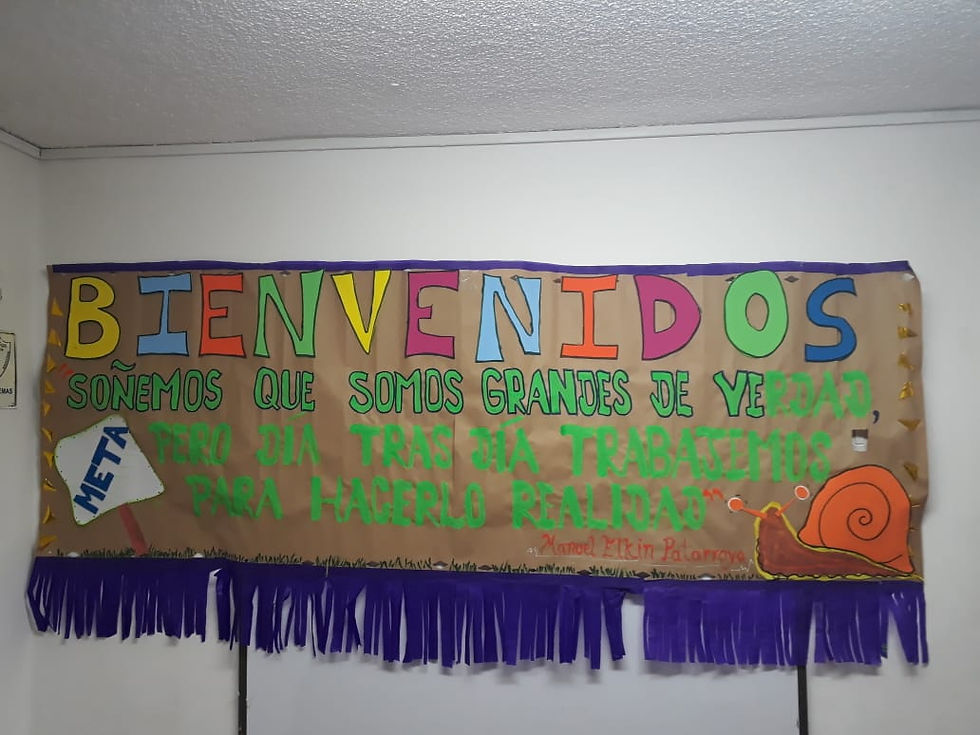 BIENVENIDOS
"SOÑEMOS QUE SOMOS GRANDES DE VERDAD,
PERO DÍA TRAS DÍA TRABAJEMOS
PARA HACERLO REALIDAD"
Manuel Elkin Patarroyo
META
EMAS